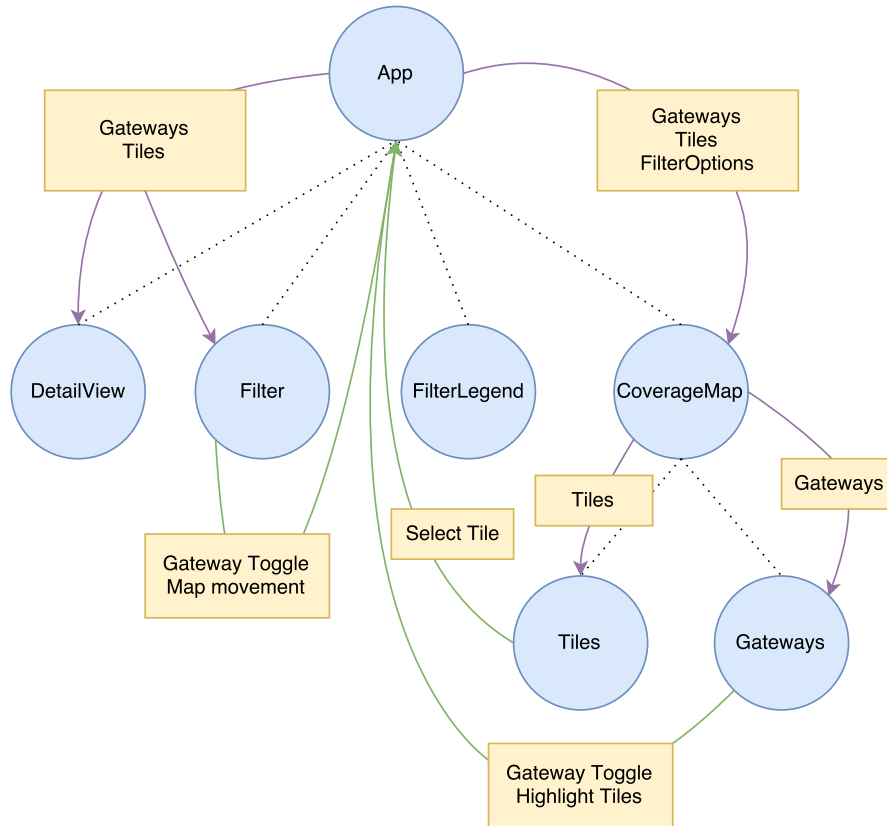 App
Gateways
Tiles
Gateways
Tiles
FilterOptions
DetailView
Filter
FilterLegend
CoverageMap
Tiles
Gateways
Select Tile
Gateway Toggle
Map movement
Tiles
Gateways
Gateway Toggle
Highlight Tiles